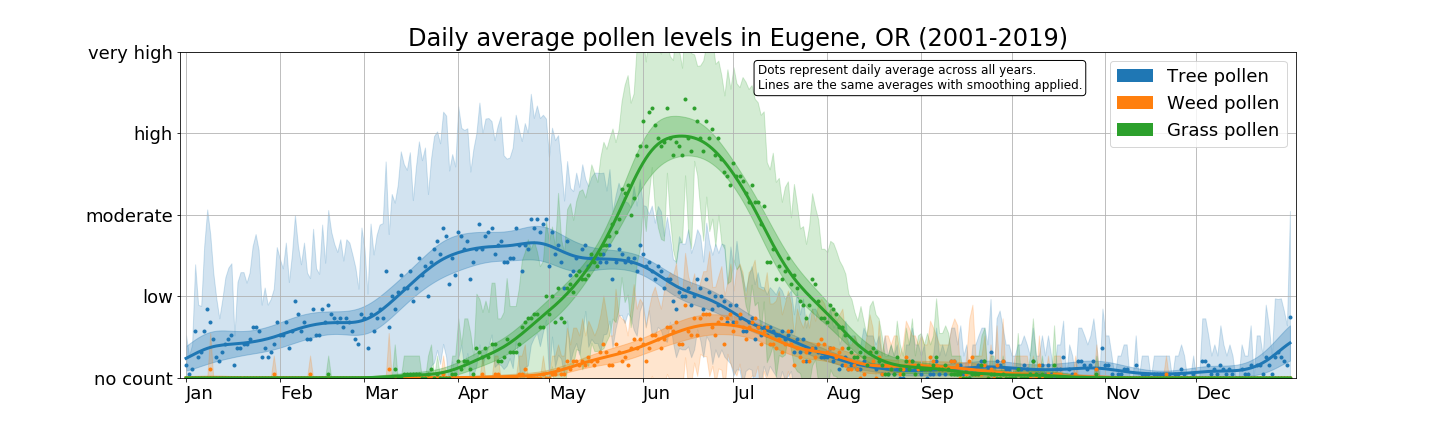 Daily average pollen levels in Eugene, OR (2001-2019)
very high
high
moderate
low
no count
Dots represent daily average across all years.
Lines are the same averages with smoothing applied.
Tree pollen
Weed pollen
Grass pollen
Jan Feb Mar Apr May Jun Jul Aug Sep Oct Nov Dec